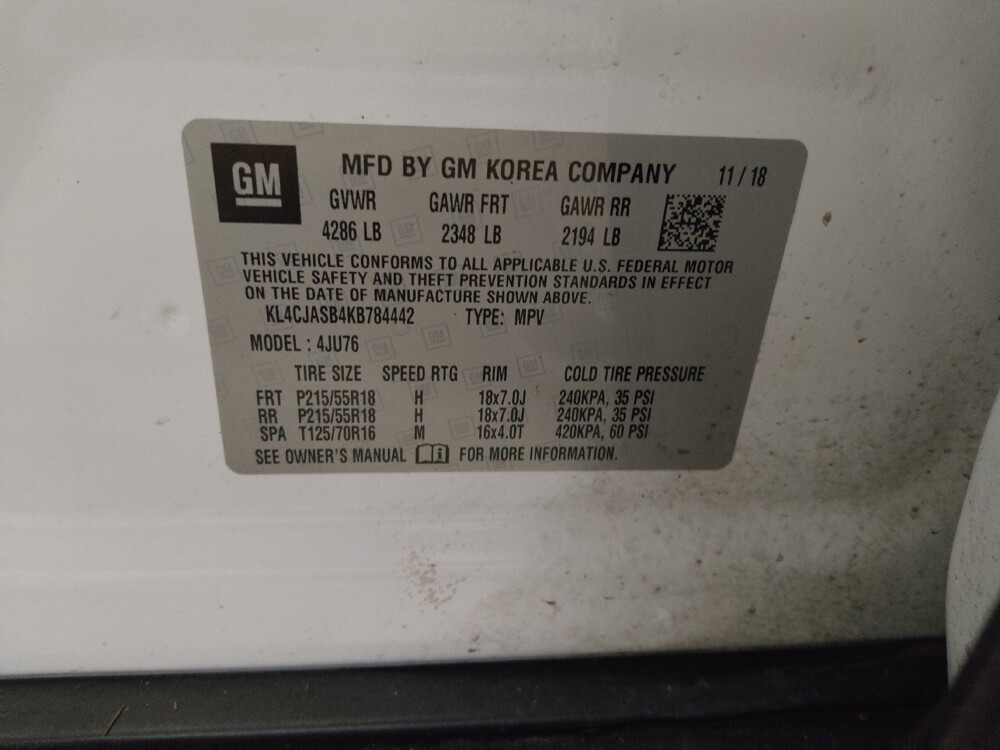 GM MFD BY GM KOREA COMPANY 11 / 18
GVWR GAWR FRT GAWR RR
4286 LB 2348 LB 2194 LB
THIS VEHICLE CONFORMS TO ALL APPLICABLE U.S. FEDERAL MOTOR
VEHICLE SAFETY AND THEFT PREVENTION STANDARDS IN EFFECT
ON THE DATE OF MANUFACTURE SHOWN ABOVE.
KL4CJASB4KB784442 TYPE: MPV
MODEL : 4JU76
TIRE SIZE SPEED RTG RIM COLD TIRE PRESSURE
FRT P215/55R18 H 18x7.0J 240KPA, 35 PSI
RR P215/55R18 H 18x7.0J 240KPA, 35 PSI
SPA T125/70R16 M 16x4.0T 420KPA, 60 PSI
SEE OWNER'S MANUAL i FOR MORE INFORMATION.